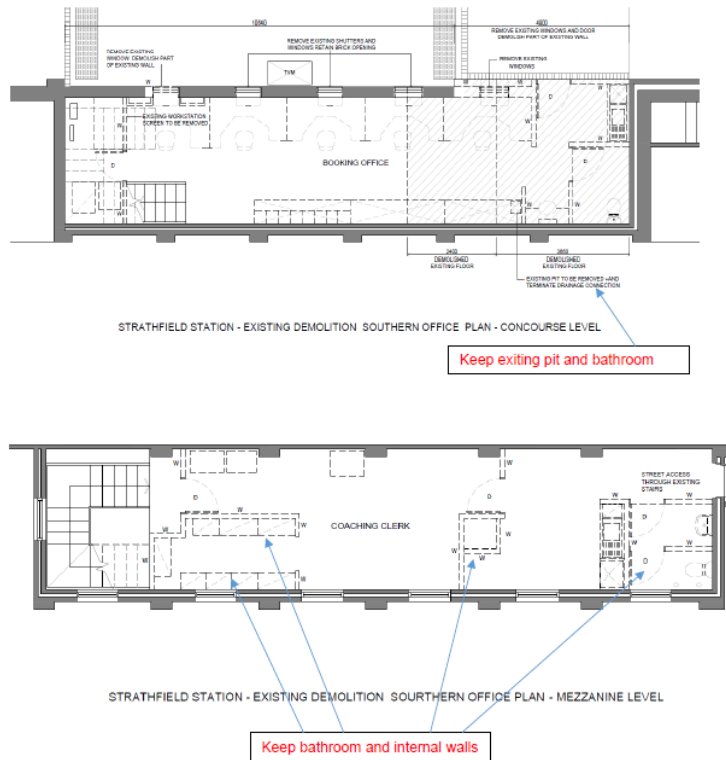 10840
4900
REMOVE EXISTING SHUTTERS AND
WINDOWS RETAIN BRICK OPENING
REMOVE EXISTING WINDOWS AND DOOR
DEMOLISH PART OF EXISTING WALL
REMOVE EXISTING
WINDOW. DEMOLISH PART
OF EXISTING WALL
REMOVE EXISTING
WINDOWS
TVM
W
W
W
W
EXISTING WORKSTATION
SCREEN TO BE REMOVED
W
D
W
D
BOOKING OFFICE
D
W
W
W
W
DEMOLISHED
EXISTING FLOOR
DEMOLISHED
EXISTING FLOOR
EXISTING PIT TO BE REMOVED +AND
TERMINATE DRAINAGE CONNECTION
STRATHFIELD STATION - EXISTING DEMOLITION SOUTHERN OFFICE PLAN - CONCOURSE LEVEL
Keep exiting pit and bathroom
W
W
STREET ACCESS
THROUGH EXISTING
STAIRS
D
D
W
W
D
W
W
COACHING CLERK
W
W
W
W
D
W
W
W
STRATHFIELD STATION - EXISTING DEMOLITION SOURTHERN OFFICE PLAN - MEZZANINE LEVEL
Keep bathroom and internal walls